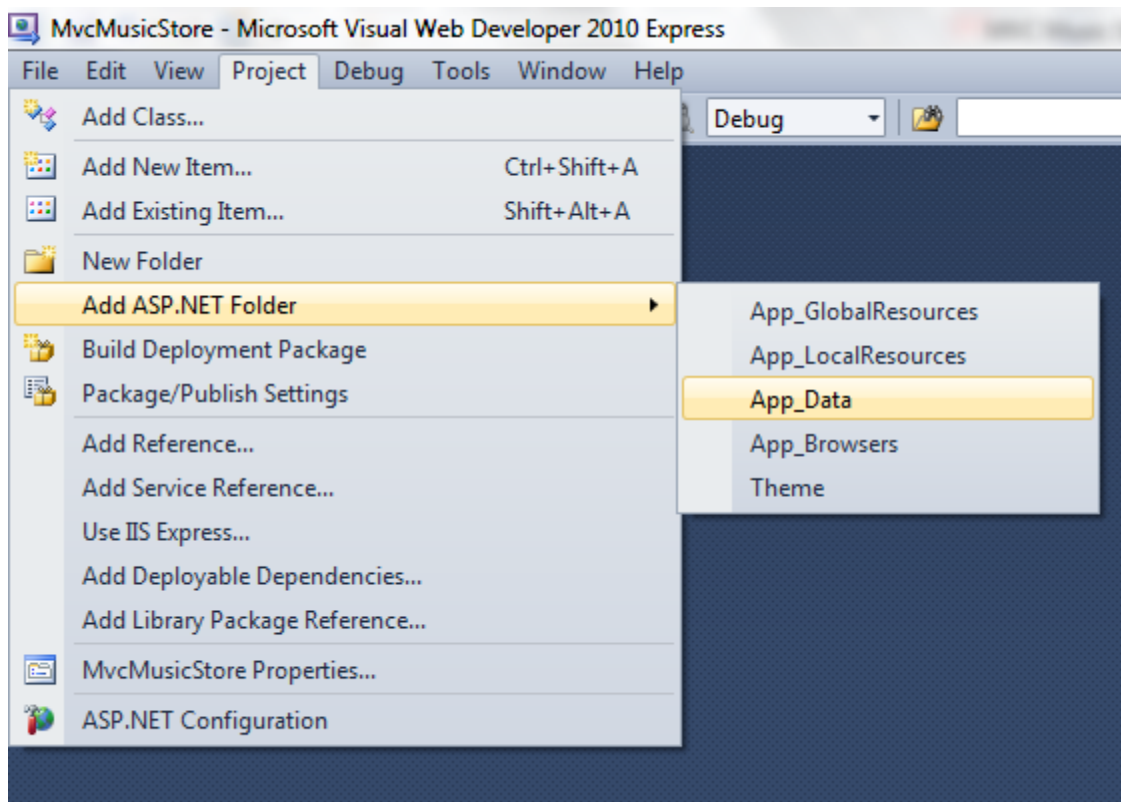 MvcMusicStore - Microsoft Visual Web Developer 2010 Express
File Edit View Project Debug Tools Window Help
Add Class...
Debug
Add New Item... Ctrl+Shift+A
Add Existing Item... Shift+Alt+A
New Folder
Add ASP.NET Folder
App_GlobalResources
Build Deployment Package
App_LocalResources
Package/Publish Settings
App_Data
Add Reference...
App_Browsers
Add Service Reference...
Theme
Use IIS Express...
Add Deployable Dependencies...
Add Library Package Reference...
MvcMusicStore Properties...
ASP.NET Configuration